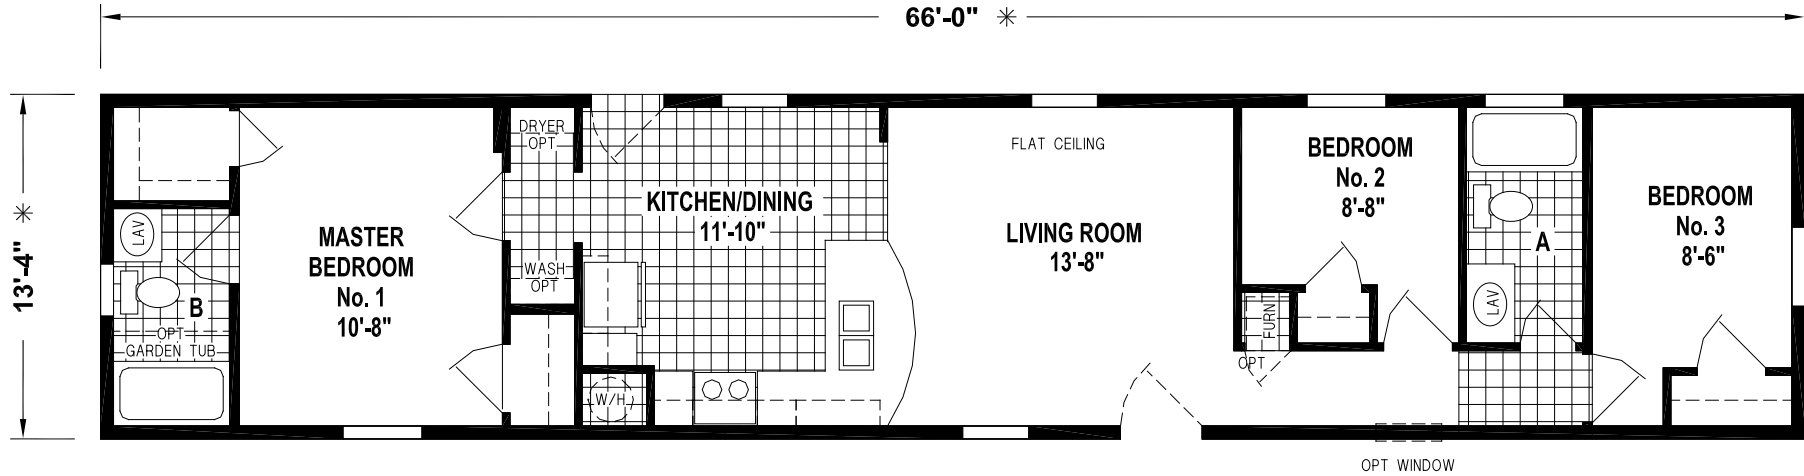 66'-0" ✳
13'-4" ✳
DRYER
OPT
FLAT CEILING
BEDROOM
No. 2
8'-8"
KITCHEN/DINING
11'-10"
BEDROOM
No. 3
8'-6"
LAV
MASTER
BEDROOM
No. 1
10'-8"
LIVING ROOM
13'-8"
A
WASH
OPT
B
OPT
GARDEN TUB
LAV
FURN
OPT
W/H
OPT WINDOW